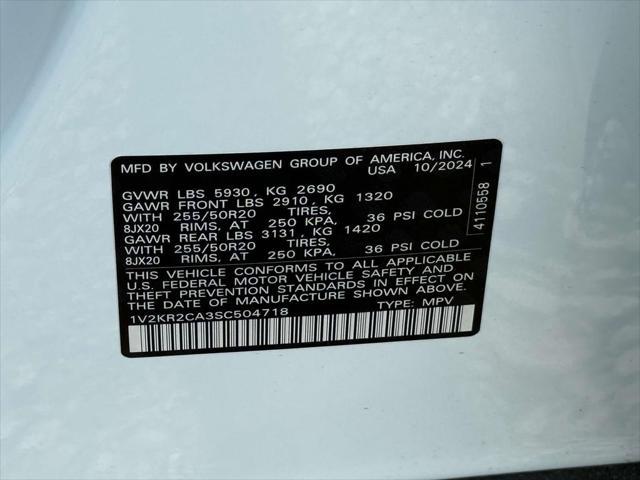 MFD BY VOLKSWAGEN GROUP OF AMERICA, INC.
USA 10/2024
GVWR LBS 5930, KG 2690
GAWR FRONT LBS 2910, KG 1320
WITH 255/50R20 TIRES,
8JX20 RIMS, AT 250 KPA, 36 PSI COLD
GAWR REAR LBS 3131, KG 1420
WITH 255/50R20 TIRES,
8JX20 RIMS, AT 250 KPA, 36 PSI COLD
THIS VEHICLE CONFORMS TO ALL APPLICABLE
U.S. FEDERAL MOTOR VEHICLE SAFETY AND
THEFT PREVENTION STANDARDS IN EFFECT ON
THE DATE OF MANUFACTURE SHOWN ABOVE.
1V2KR2CA3SC504718 TYPE: MPV
4110558 1